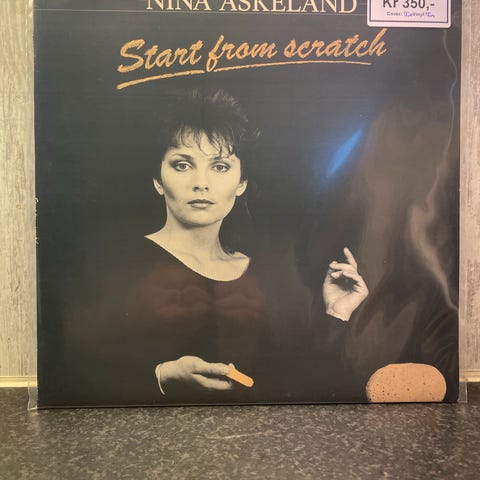 NINA ASKELAND
Kr 350,-
Start from scratch